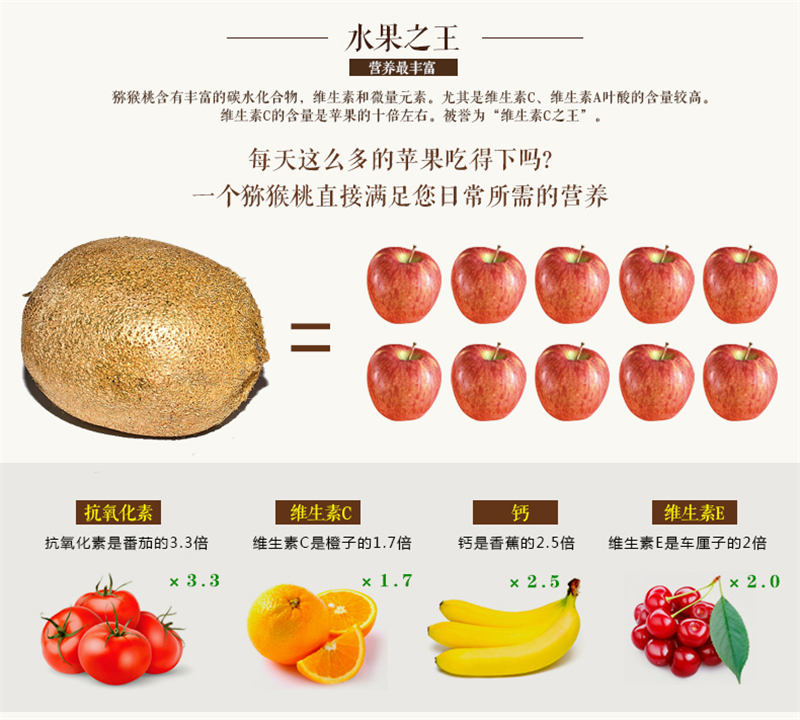 水果之王
营养最丰富
猕猴桃含有丰富的碳水化合物，维生素和微量元素。尤其是维生素C、维生素A叶酸的含量较高。
维生素C的含量是苹果的十倍左右。被誉为“维生素C之王”。
每天这么多的苹果吃得下吗?
一个猕猴桃直接满足您日常所需的营养
=
抗氧化素 维生素C 钙 维生素E
抗氧化素是番茄的3.3倍 维生素C是橙子的1.7倍 钙是香蕉的2.5倍 维生素E是车厘子的2倍
×3.3 ×1.7 ×2.5 ×2.0